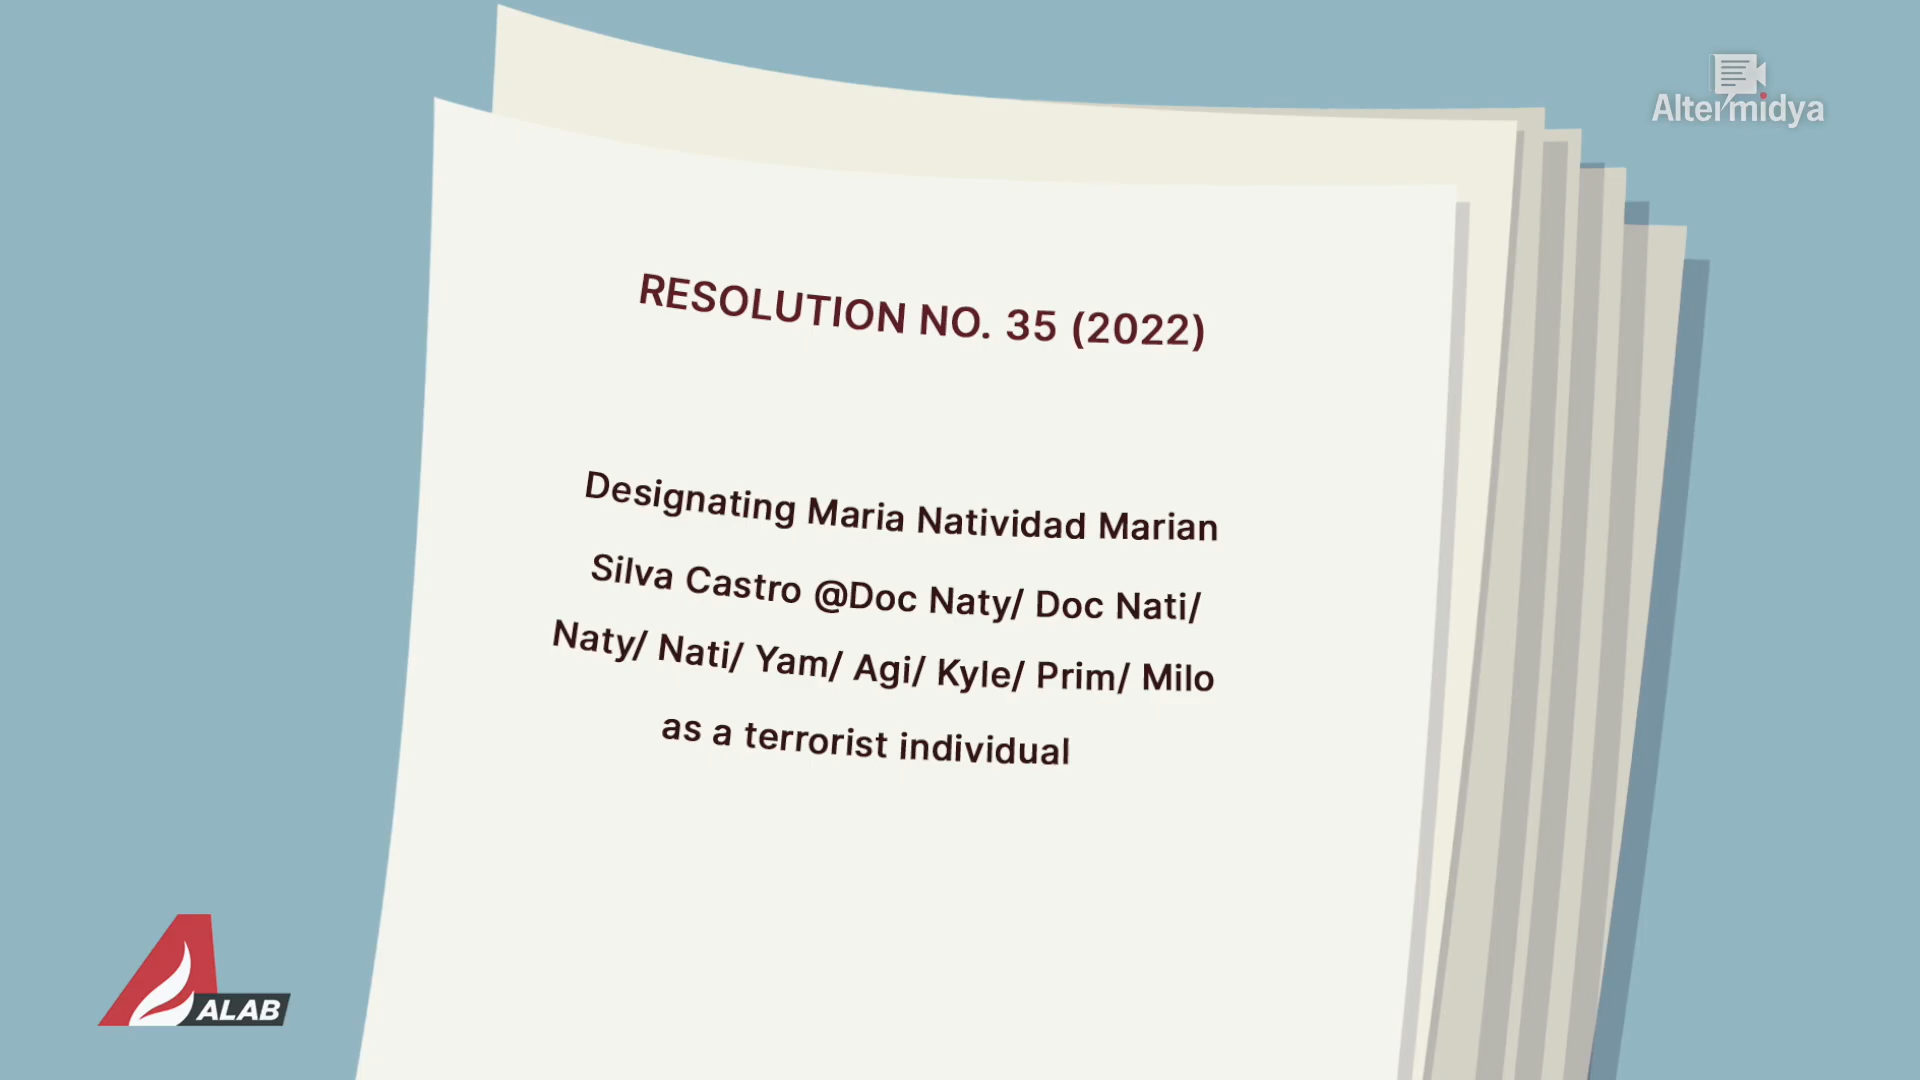 Altermidya
RESOLUTION NO. 35 (2022)
Designating Maria Natividad Marian
Silva Castro @Doc Naty/ Doc Nati/
Naty/ Nati/ Yam/ Agi/ Kyle/ Prim/ Milo
as a terrorist individual
ALAB